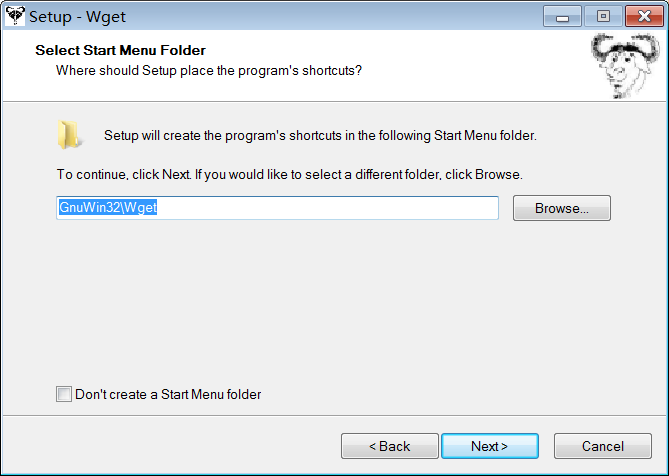 Setup - Wget
Select Start Menu Folder
Where should Setup place the program's shortcuts?
Setup will create the program's shortcuts in the following Start Menu folder.
To continue, click Next. If you would like to select a different folder, click Browse.
GnuWin32\Wget
Browse...
Don't create a Start Menu folder
< Back
Next >
Cancel